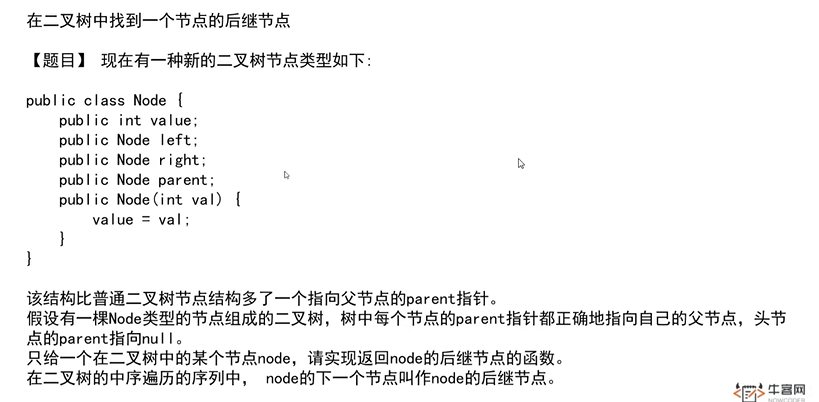 在二叉树中找到一个节点的后继节点
【题目】 现在有一种新的二叉树节点类型如下:
public class Node {
    public int value;
    public Node left;
    public Node right;
    public Node parent;
    public Node(int val) {
        value = val;
    }
}
该结构比普通二叉树节点结构多了一个指向父节点的parent指针。
假设有一棵Node类型的节点组成的二叉树，树中每个节点的parent指针都正确地指向自己的父节点，头节
点的parent指向null。
只给一个在二叉树中的某个节点node，请实现返回node的后继节点的函数。
在二叉树的中序遍历的序列中， node的下一个节点叫作node的后继节点。
牛客网
NOWCODER